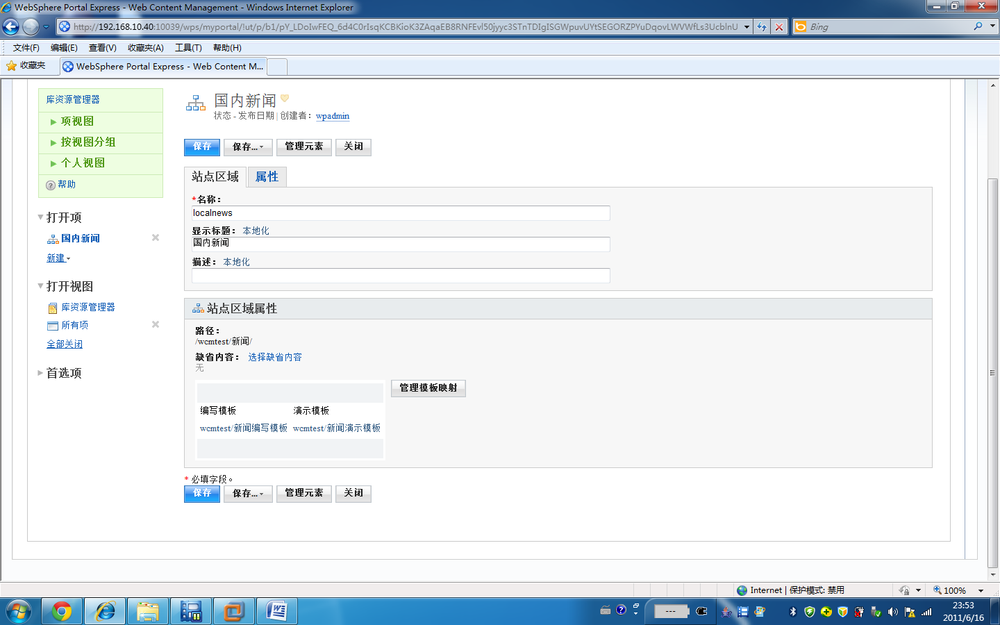 WebSphere Portal Express - Web Content Management - Windows Internet Explorer
http://192.168.10.40:10039/wps/myportal/!ut/p/b1/pY_LDoIwFEQ_6d4C0rIsqKCBKioK3ZAqaEB8RNFEvl50jyyc3STnTDIgISGWpuvUYtSEGORZPYuDqovLWVWfLs3UcblnU
Bing
文件(F) 编辑(E) 查看(V) 收藏夹(A) 工具(T) 帮助(H)
收藏夹
WebSphere Portal Express - Web Content M...
库资源管理器
项视图
按视图分组
个人视图
帮助
打开项
国内新闻
新建
打开视图
库资源管理器
所有项
全部关闭
首选项
国内新闻
状态 - 发布日期 | 创建者： wpadmin
保存 保存... 管理元素 关闭
站点区域 属性
*名称：
localnews
显示标题： 本地化
国内新闻
描述： 本地化
站点区域属性
路径：
/wcmtest/新闻/
缺省内容： 选择缺省内容
无
管理模板映射
编写模板 演示模板
wcmtest/新闻编写模板 wcmtest/新闻演示模板
* 必填字段。
保存 保存... 管理元素 关闭
Internet | 保护模式: 禁用
100%
---
23:53
2011/6/16